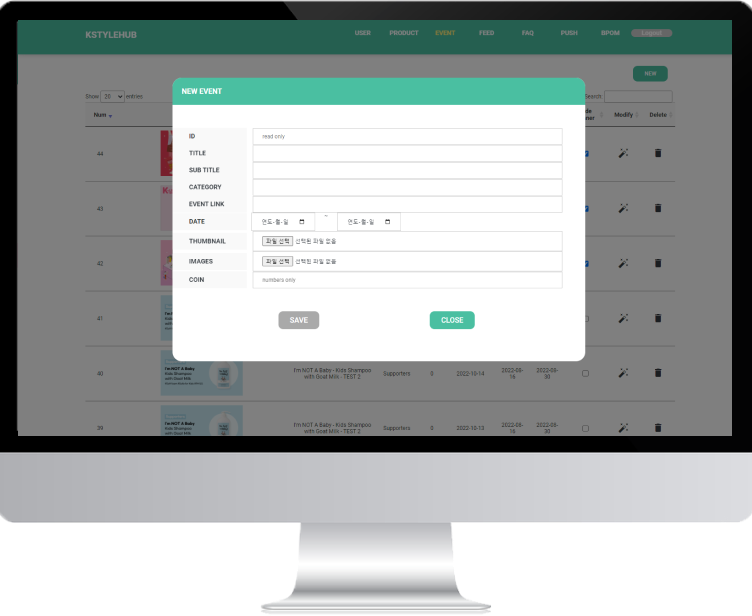 KSTYLEHUB
USER PRODUCT EVENT FEED FAQ PUSH BPOM Logout
NEW
Show 20 entries
Search:
Num
Modify Delete
NEW EVENT
ID read only
TITLE
SUB TITLE
CATEGORY
EVENT LINK
DATE 연도-월-일 ~ 연도-월-일
THUMBNAIL 파일 선택 선택된 파일 없음
IMAGES 파일 선택 선택된 파일 없음
COIN numbers only
SAVE CLOSE
44
43
42
41
40
I'm NOT A Baby
Kids Shampoo
with Goat Milk
I'm NOT A Baby - Kids Shampoo
with Goat Milk - TEST 2
Supporters 0 2022-10-14
2022-08-
16
2022-08-
30
39
I'm NOT A Baby
Kids Shampoo
with Goat Milk
I'm NOT A Baby - Kids Shampoo
with Goat Milk - TEST 2
Supporters 0 2022-10-13
2022-08-
16
2022-08-
30